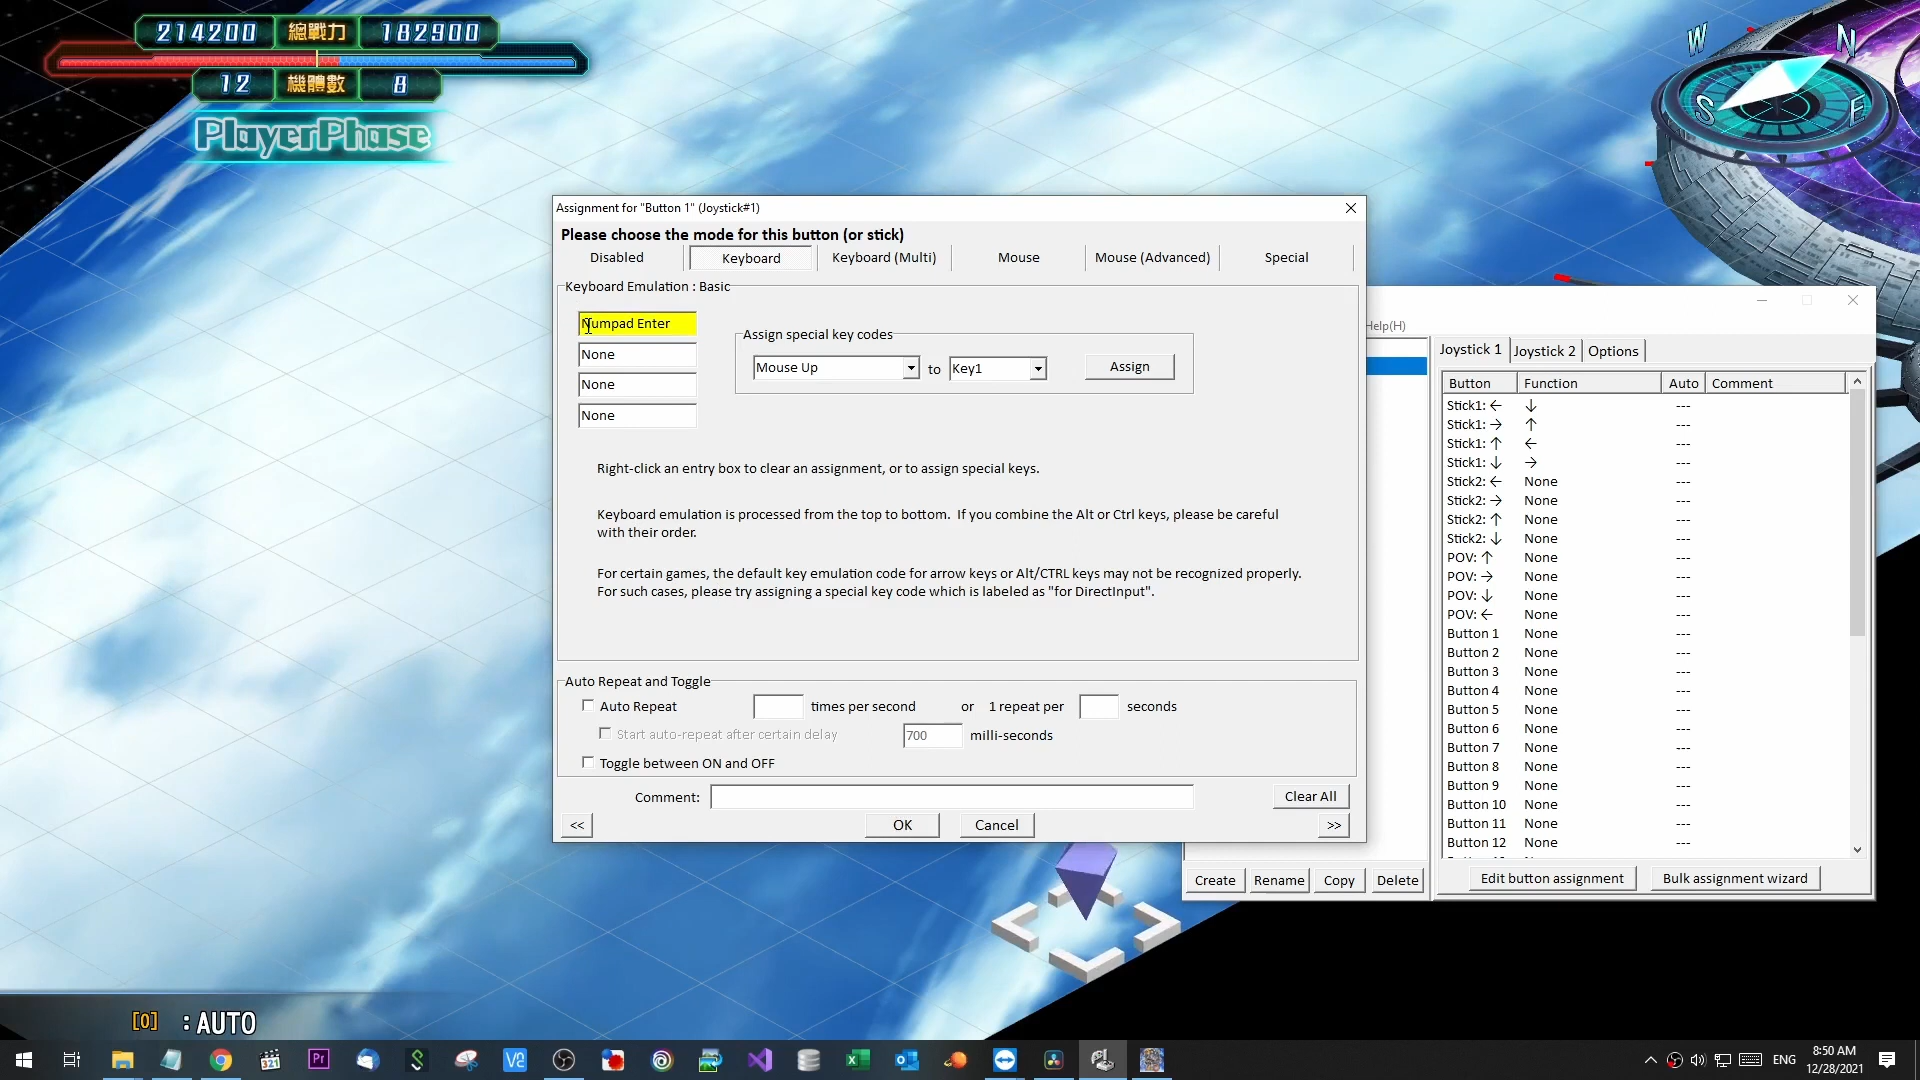 214200 總戰力 182900
12 機體數 8
PlayerPhase
W N
S E
Assignment for "Button 1" (Joystick#1)
Please choose the mode for this button (or stick)
Disabled Keyboard Keyboard (Multi) Mouse Mouse (Advanced) Special
Keyboard Emulation : Basic
Numpad Enter
None
None
None
Assign special key codes
Mouse Up to Key1 Assign
Right-click an entry box to clear an assignment, or to assign special keys.
Keyboard emulation is processed from the top to bottom. If you combine the Alt or Ctrl keys, please be careful
with their order.
For certain games, the default key emulation code for arrow keys or Alt/CTRL keys may not be recognized properly.
For such cases, please try assigning a special key code which is labeled as "for DirectInput".
Auto Repeat and Toggle
Auto Repeat times per second or 1 repeat per seconds
Start auto-repeat after certain delay 700 milli-seconds
Toggle between ON and OFF
Comment: Clear All
<< OK Cancel >>
Help(H)
Joystick 1 Joystick 2 Options
Button Function Auto Comment
Stick1: ← ↓ ---
Stick1: → ↑ ---
Stick1: ↑ ← ---
Stick1: ↓ → ---
Stick2: ← None ---
Stick2: → None ---
Stick2: ↑ None ---
Stick2: ↓ None ---
POV: ↑ None ---
POV: → None ---
POV: ↓ None ---
POV: ← None ---
Button 1 None ---
Button 2 None ---
Button 3 None ---
Button 4 None ---
Button 5 None ---
Button 6 None ---
Button 7 None ---
Button 8 None ---
Button 9 None ---
Button 10 None ---
Button 11 None ---
Button 12 None ---
Create Rename Copy Delete Edit button assignment Bulk assignment wizard
[0] : AUTO
ENG 8:50 AM
12/28/2021